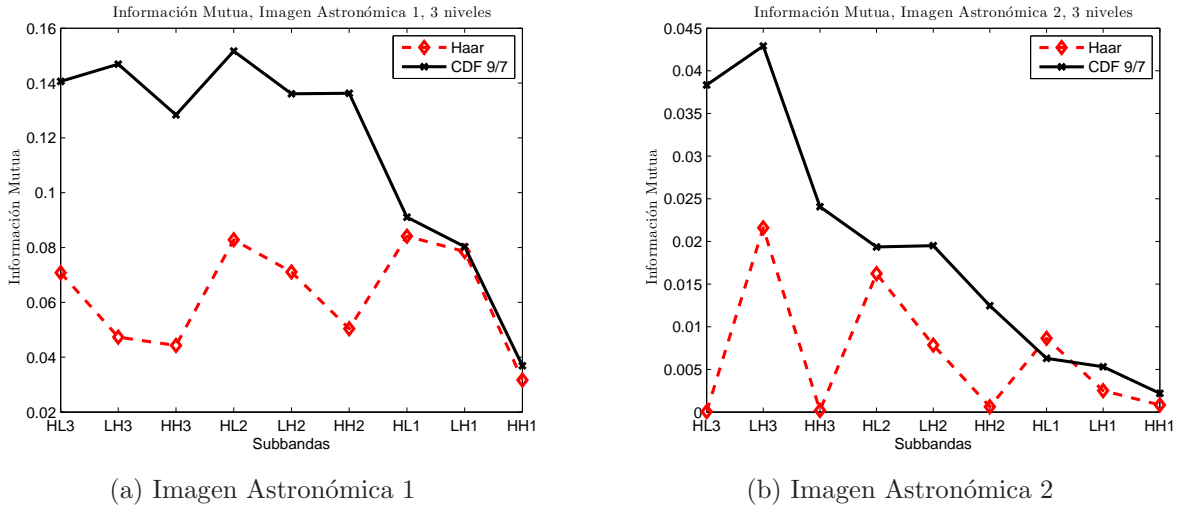 Información Mutua, Imagen Astronómica 1, 3 niveles
0.16
0.14
0.12
0.1
0.08
0.06
0.04
0.02
Información Mutua
Haar
CDF 9/7
HL3 LH3 HH3 HL2 LH2 HH2 HL1 LH1 HH1
Subbandas
(a) Imagen Astronómica 1
Información Mutua, Imagen Astronómica 2, 3 niveles
0.045
0.04
0.035
0.03
0.025
0.02
0.015
0.01
0.005
0
Información Mutua
Haar
CDF 9/7
HL3 LH3 HH3 HL2 LH2 HH2 HL1 LH1 HH1
Subbandas
(b) Imagen Astronómica 2